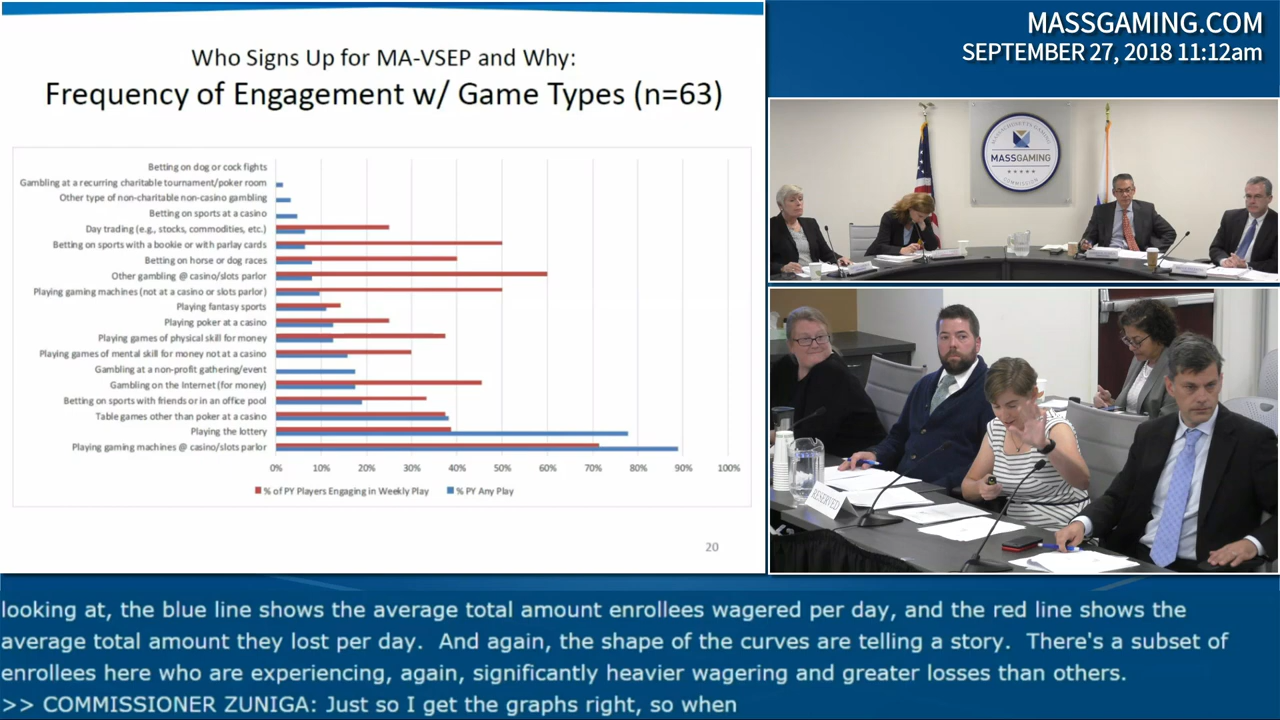 MASSGAMING.COM
SEPTEMBER 27, 2018 11:12am
Who Signs Up for MA-VSEP and Why:
Frequency of Engagement w/ Game Types (n=63)
Betting on dog or cock fights
Gambling at a recurring charitable tournament/poker room
Other type of non-charitable non-casino gambling
Betting on sports at a casino
Day trading (e.g., stocks, commodities, etc.)
Betting on sports with a bookie or with parlay cards
Betting on horse or dog races
Other gambling @ casino/slots parlor
Playing gaming machines (not at a casino or slots parlor)
Playing fantasy sports
Playing poker at a casino
Playing games of physical skill for money
Playing games of mental skill for money not at a casino
Gambling at a non-profit gathering/event
Gambling on the Internet (for money)
Betting on sports with friends or in an office pool
Table games other than poker at a casino
Playing the lottery
Playing gaming machines @ casino/slots parlor
0% 10% 20% 30% 40% 50% 60% 70% 80% 90% 100%
% of PY Players Engaging in Weekly Play % PY Any Play
20
MASSGAMING
RESERVED
looking at, the blue line shows the average total amount enrollees wagered per day, and the red line shows the
average total amount they lost per day. And again, the shape of the curves are telling a story. There's a subset of
enrollees here who are experiencing, again, significantly heavier wagering and greater losses than others.
>> COMMISSIONER ZUNIGA: Just so I get the graphs right, so when